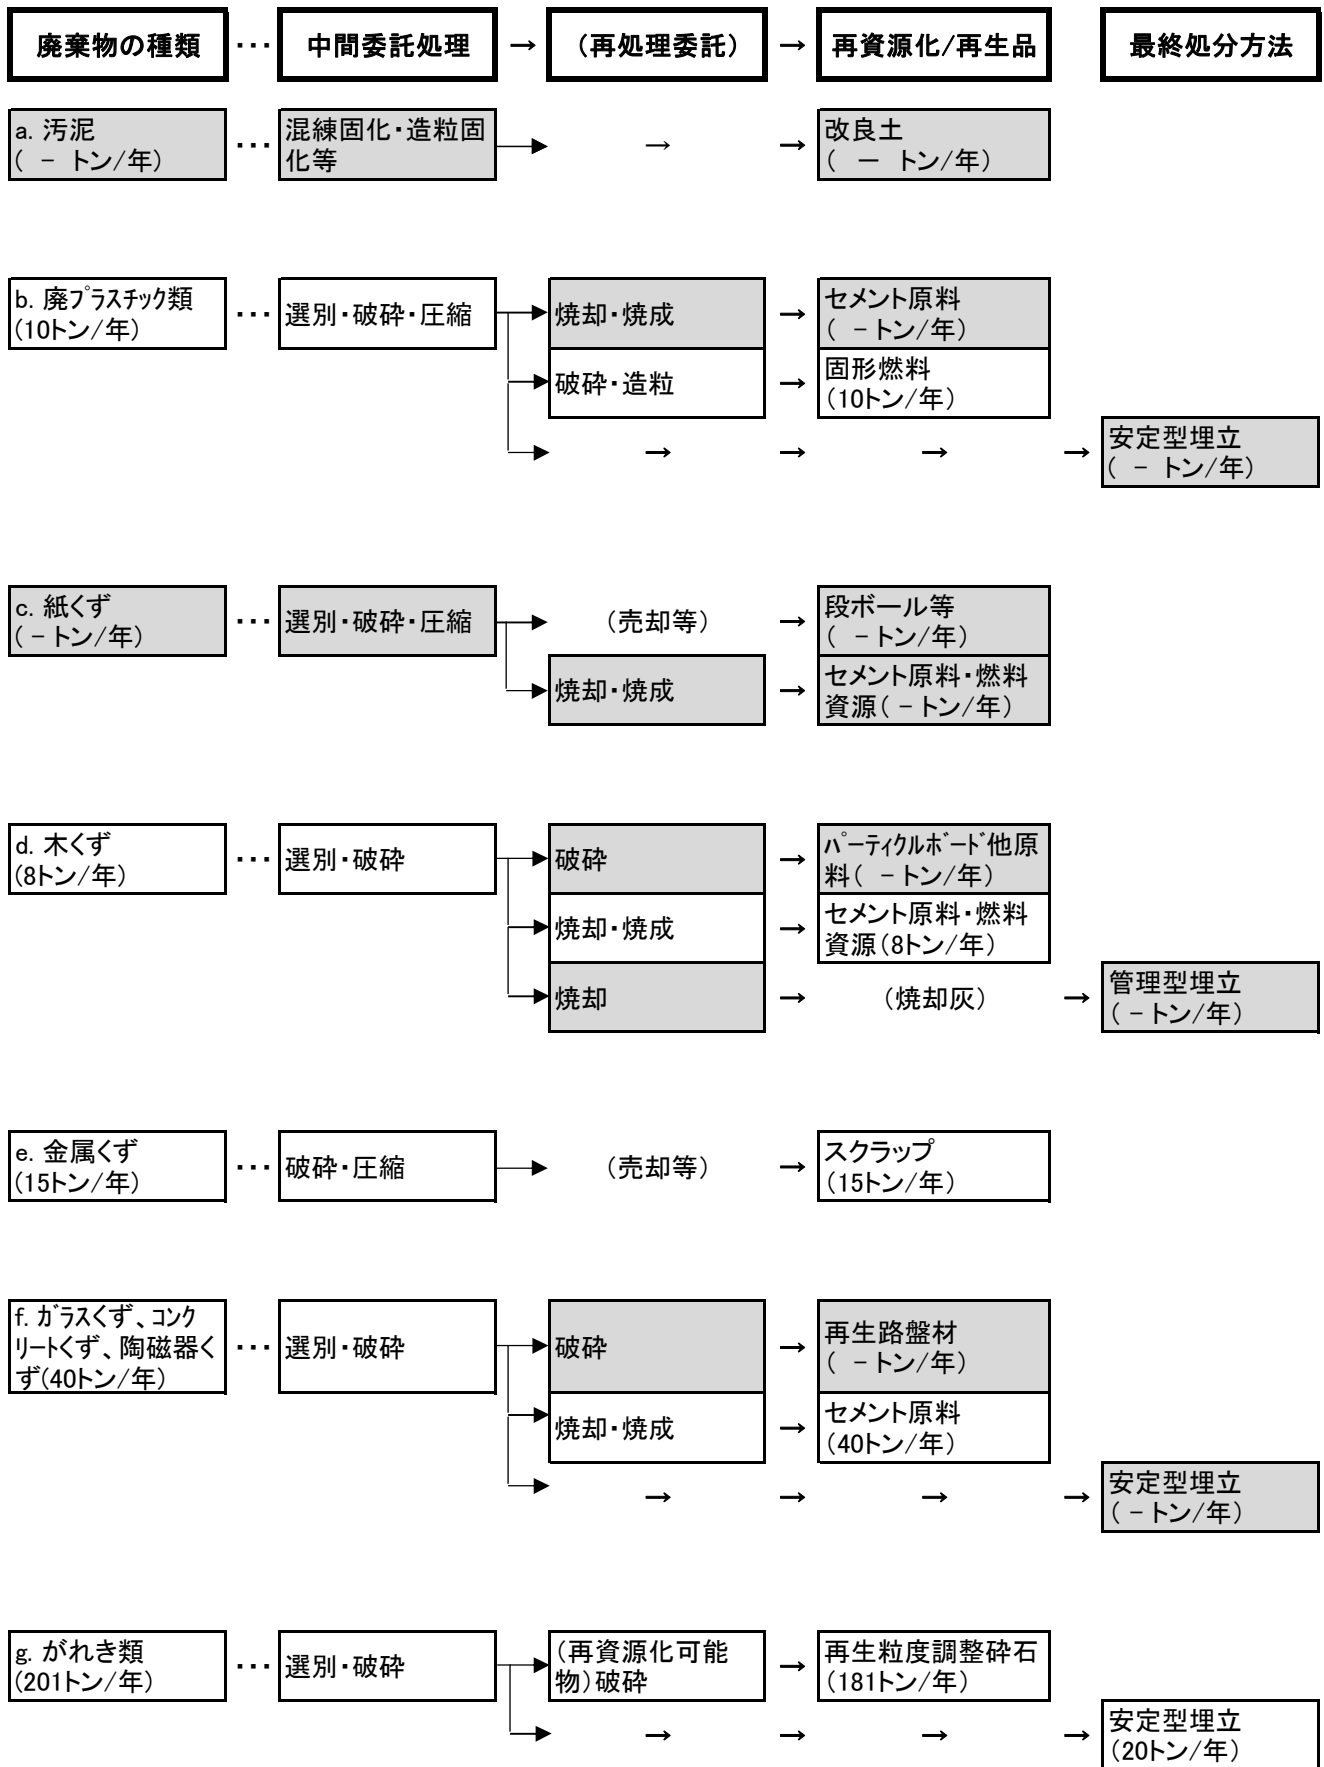 廃棄物の種類 ・・・ 中間委託処理 → （再処理委託） → 再資源化/再生品 最終処分方法
a. 汚泥
( － トン/年)
・・・
混練固化・造粒固
化等
→
→
改良土
( － トン/年)
b. 廃プラスチック類
(10トン/年)
・・・
選別・破砕・圧縮
焼却・焼成
→
セメント原料
( －トン/年)
破砕・造粒
→
固形燃料
(10トン/年)
→ → → →
安定型埋立
( － トン/年)
c. 紙くず
(－トン/年)
・・・
選別・破砕・圧縮
（売却等）
→
段ボール等
( －トン/年)
焼却・焼成
→
セメント原料・燃料
資源(－トン/年)
d. 木くず
(8トン/年)
・・・
選別・破砕
破砕
→
パーティクルボード他原
料( －トン/年)
焼却・焼成
→
セメント原料・燃料
資源(8トン/年)
焼却
→
（焼却灰）
→
管理型埋立
(－トン/年)
e. 金属くず
(15トン/年)
・・・
破砕・圧縮
（売却等）
→
スクラップ
(15トン/年)
f. ガラスくず、コンク
リートくず、陶磁器く
ず(40トン/年)
・・・
選別・破砕
破砕
→
再生路盤材
( －トン/年)
焼却・焼成
→
セメント原料
(40トン/年)
→ → → →
安定型埋立
(－トン/年)
g. がれき類
(201トン/年)
・・・
選別・破砕
(再資源化可能
物)破砕
→
再生粒度調整砕石
(181トン/年)
→ → → →
安定型埋立
(20トン/年)